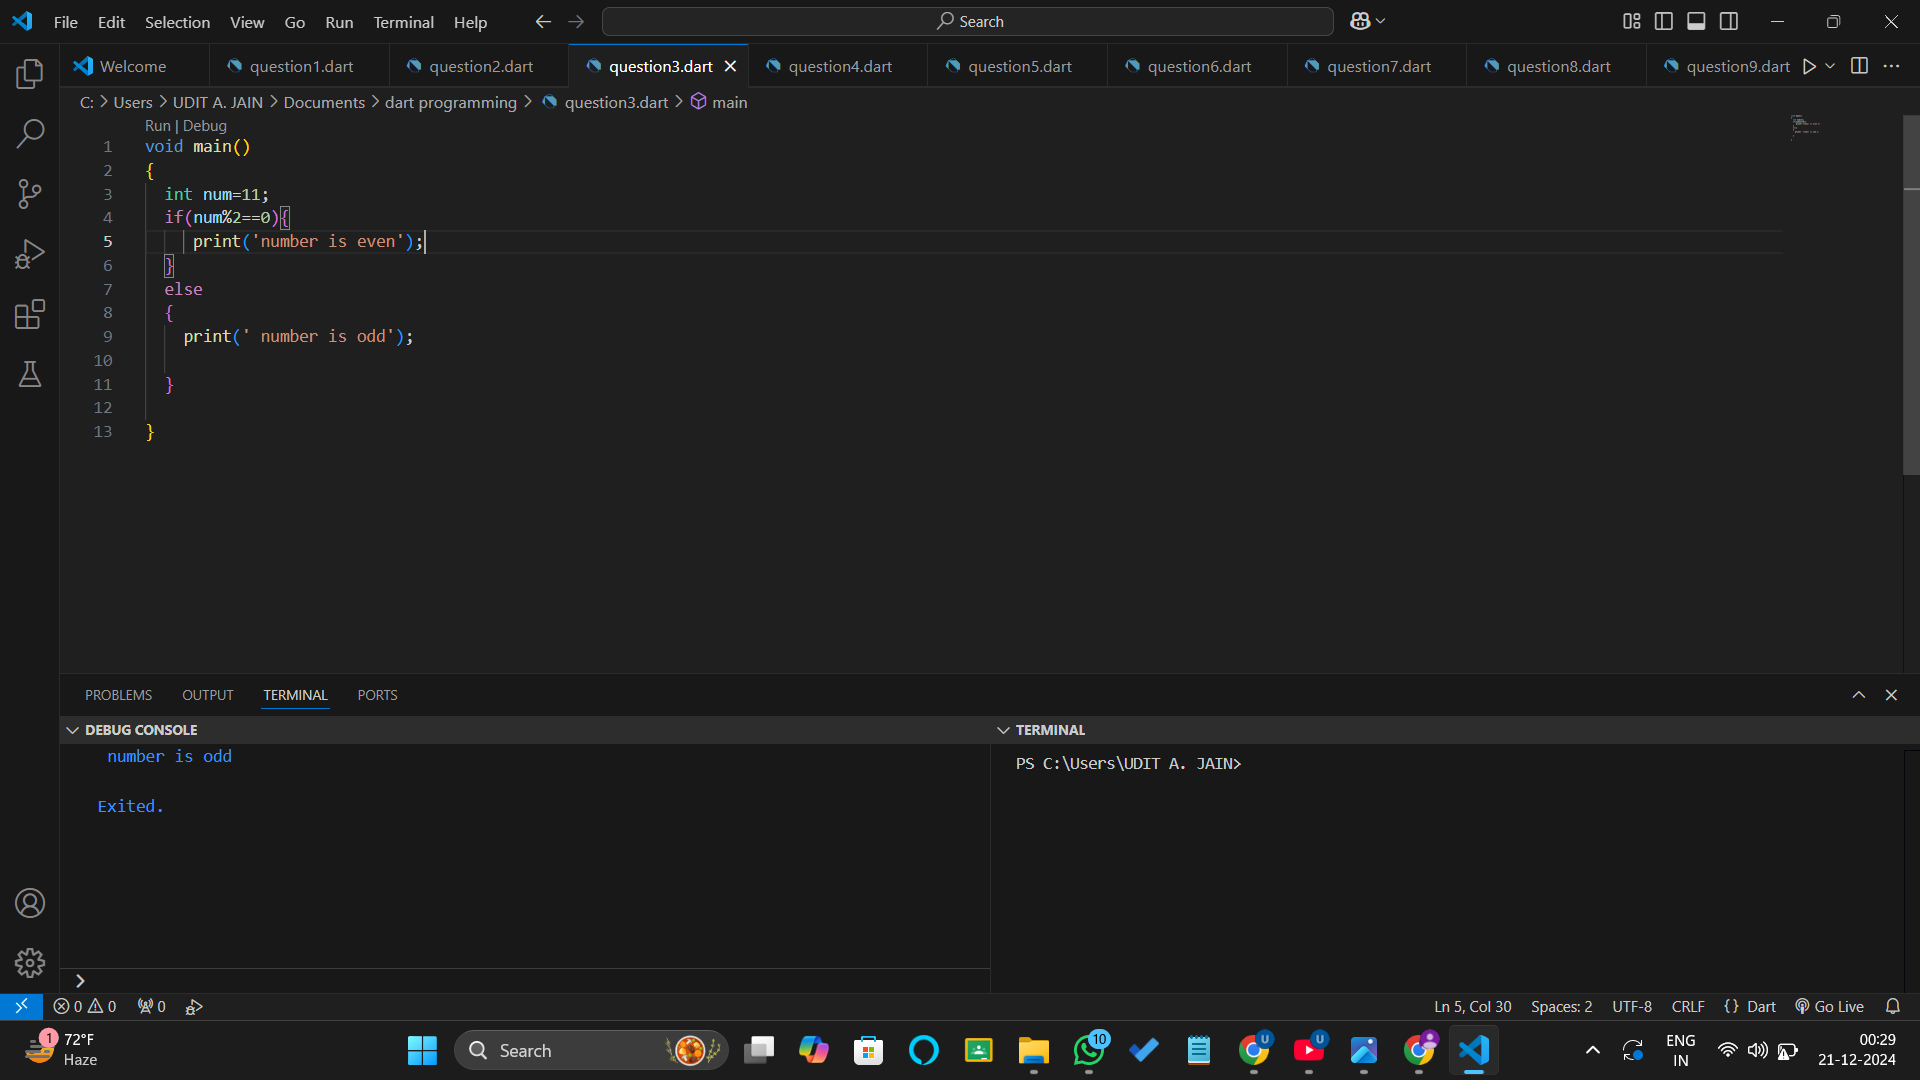 File Edit Selection View Go Run Terminal Help Search
Welcome question1.dart question2.dart question3.dart question4.dart question5.dart question6.dart question7.dart question8.dart question9.dart
C: > Users > UDIT A. JAIN > Documents > dart programming > question3.dart > main
Run | Debug
1 void main()
2 {
3 int num=11;
4 if(num%2==0){
5 print('number is even');
6 }
7 else
8 {
9 print(' number is odd');
10
11 }
12
13 }
PROBLEMS OUTPUT TERMINAL PORTS
DEBUG CONSOLE
number is odd
Exited.
>
TERMINAL
PS C:\Users\UDIT A. JAIN>
0 0 0 Ln 5, Col 30 Spaces: 2 UTF-8 CRLF {} Dart Go Live
1 72°F
Haze
Search
10
U
U
ENG
IN
00:29
21-12-2024